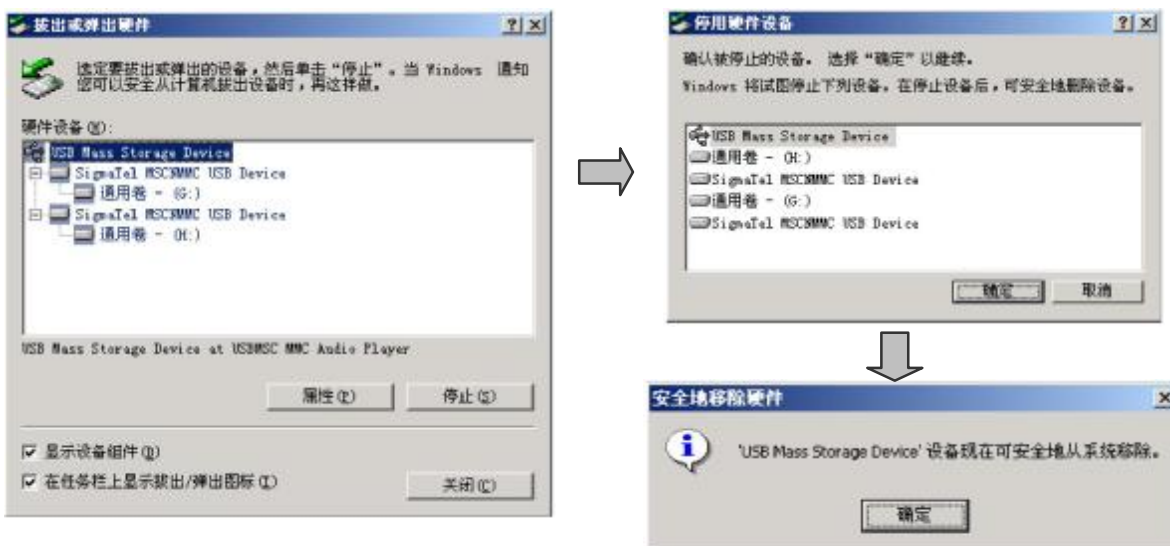 拔出或弹出硬件
选定要拔出或弹出的设备，然后单击“停止”。当 Windows 通知
您可以安全从计算机拔出设备时，再这样做。
硬件设备(W):
USB Mass Storage Device
SigmaTel MSCNMMC USB Device
通用卷 - (G:)
SigmaTel MSCNMMC USB Device
通用卷 - (H:)
USB Mass Storage Device at USBMSC MMC Audio Player
属性(P)
停止(S)
显示设备组件(D)
在任务栏上显示拔出/弹出图标(T)
关闭(C)
停用硬件设备
确认被停止的设备。 选择“确定”以继续。
Windows 将试图停止下列设备。在停止设备后，可安全地删除设备。
USB Mass Storage Device
通用卷 - (H:)
SigmaTel MSCNMMC USB Device
通用卷 - (G:)
SigmaTel MSCNMMC USB Device
确定
取消
安全地移除硬件
'USB Mass Storage Device' 设备现在可安全地从系统移除。
确定